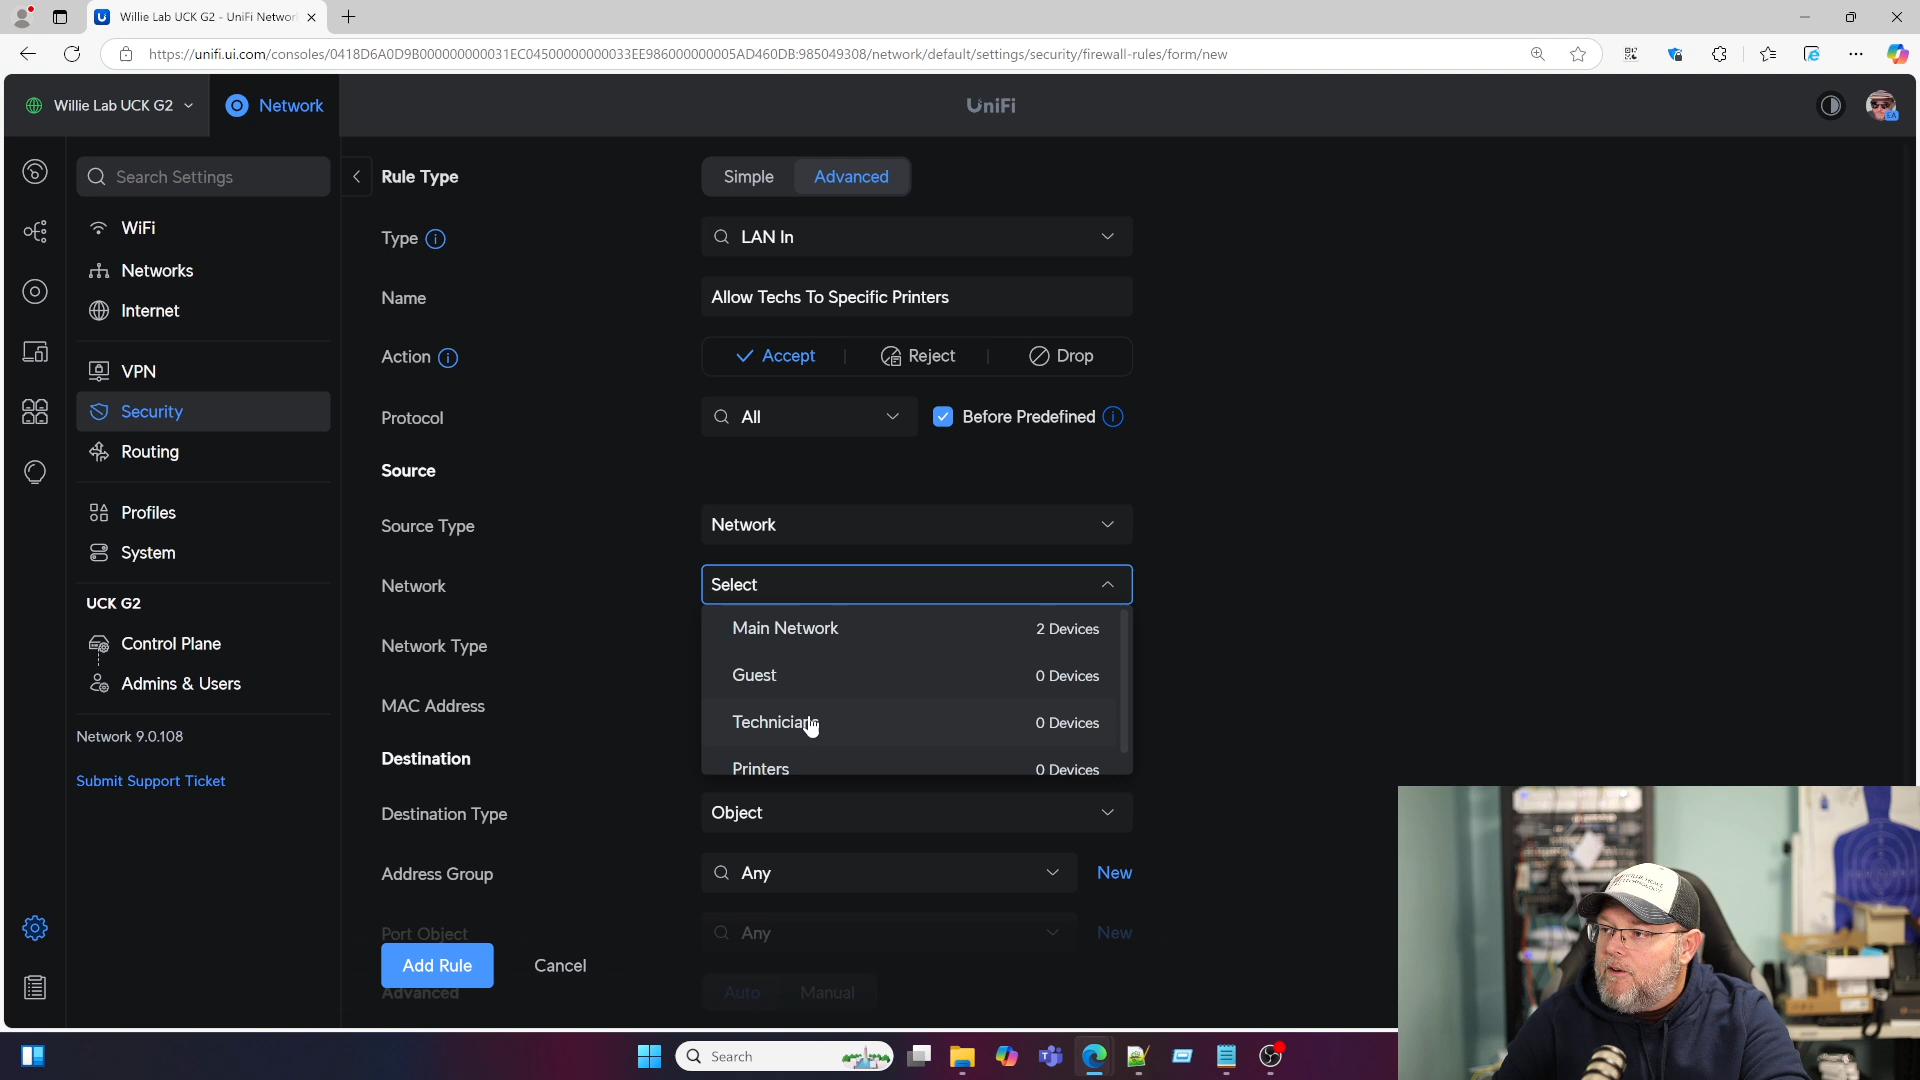 Willie Lab UCK G2 - UniFi Networ
https://unifi.ui.com/consoles/0418D6A0D9B000000000031EC04500000000033EE986000000005AD460DB:985049308/network/default/settings/security/firewall-rules/form/new
Willie Lab UCK G2
Network
UniFi
EA
Search Settings
WiFi
Networks
Internet
VPN
Security
Routing
Profiles
System
UCK G2
Control Plane
Admins & Users
Network 9.0.108
Submit Support Ticket
Rule Type
Simple
Advanced
Type
LAN In
Name
Allow Techs To Specific Printers
Action
Accept
Reject
Drop
Protocol
All
Before Predefined
Source
Source Type
Network
Network
Select
Main Network 2 Devices
Guest 0 Devices
Technicians 0 Devices
Printers 0 Devices
Network Type
MAC Address
Destination
Destination Type
Object
Address Group
Any
New
Port Object
Any
New
Add Rule
Cancel
Advanced
Auto
Manual
Search